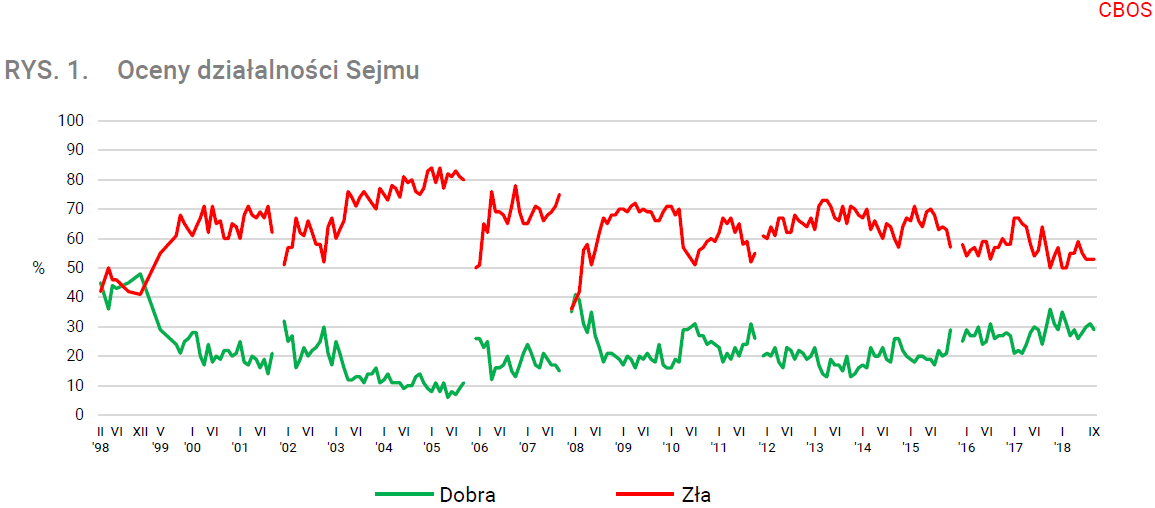 CBOS
RYS. 1. Oceny działalności Sejmu
100
90
80
70
60
%
50
40
30
20
10
0
II VI XII V I VI I VI I VI I VI I VI I VI I VI I VI I VI I VI I VI I VI I VI I VI I VI I VI I VI I VI I VI I IX
'98 '99 '00 '01 '02 '03 '04 '05 '06 '07 '08 '09 '10 '11 '12 '13 '14 '15 '16 '17 '18
Dobra Zła